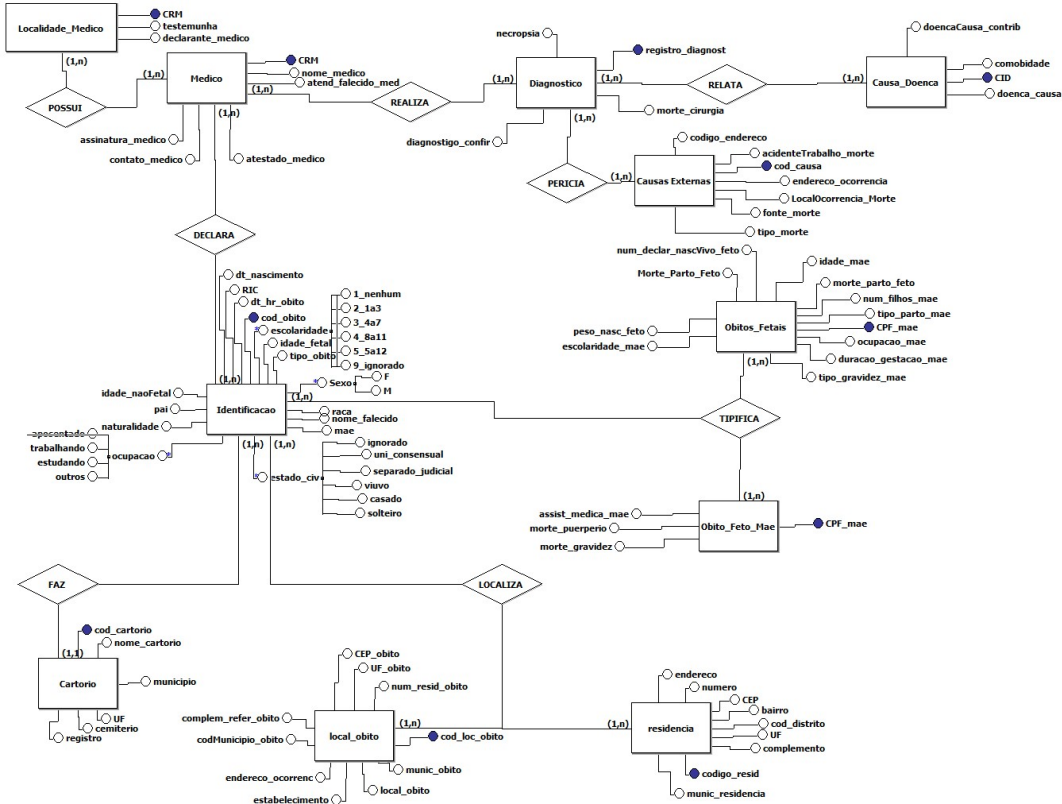 Localidade_Medico
CRM
testemunha
declarante_medico
(1,n)
POSSUI
(1,n)
Medico
CRM
nome_medico
atend_falecido_med
(1,n)
(1,n)
assinatura_medico
contato_medico
atestado_medico
REALIZA
(1,n)
necropsia
Diagnostico
registro_diagnost
(1,n)
morte_cirurgia
diagnostigo_confir
(1,n)
RELATA
(1,n)
Causa_Doenca
doencaCausa_contrib
comobidade
CID
doenca_causa
PERICIA
(1,n)
Causas Externas
codigo_endereco
acidenteTrabalho_morte
cod_causa
endereco_ocorrencia
LocalOcorrencia_Morte
fonte_morte
tipo_morte
DECLARA
dt_nascimento
RIC
dt_hr_obito
cod_obito
escolaridade
1_nenhum
2_1a3
3_4a7
4_8a11
5_5a12
9_ignorado
idade_fetal
tipo_obito
(1,n)
Sexo
F
M
(1,n)
idade_naoFetal
pai
naturalidade
Identificacao
raca
nome_falecido
mae
aposentado
trabalhando
estudando
outros
ocupacao
(1,n)
(1,n)
estado_civ
ignorado
uni_consensual
separado_judicial
viuvo
casado
solteiro
num_declar_nascVivo_feto
Morte_Parto_Feto
idade_mae
morte_parto_feto
num_filhos_mae
tipo_parto_mae
CPF_mae
ocupacao_mae
duracao_gestacao_mae
tipo_gravidez_mae
peso_nasc_feto
escolaridade_mae
Obitos_Fetais
(1,n)
TIPIFICA
(1,n)
Obito_Feto_Mae
assist_medica_mae
morte_puerperio
morte_gravidez
CPF_mae
FAZ
LOCALIZA
(1,1)
cod_cartorio
nome_cartorio
Cartorio
municipio
UF
cemiterio
registro
CEP_obito
UF_obito
num_resid_obito
complem_refer_obito
codMunicipio_obito
local_obito
(1,n)
cod_loc_obito
munic_obito
endereco_ocorrenc
local_obito
estabelecimento
(1,n)
residencia
endereco
numero
CEP
bairro
cod_distrito
UF
complemento
codigo_resid
munic_residencia